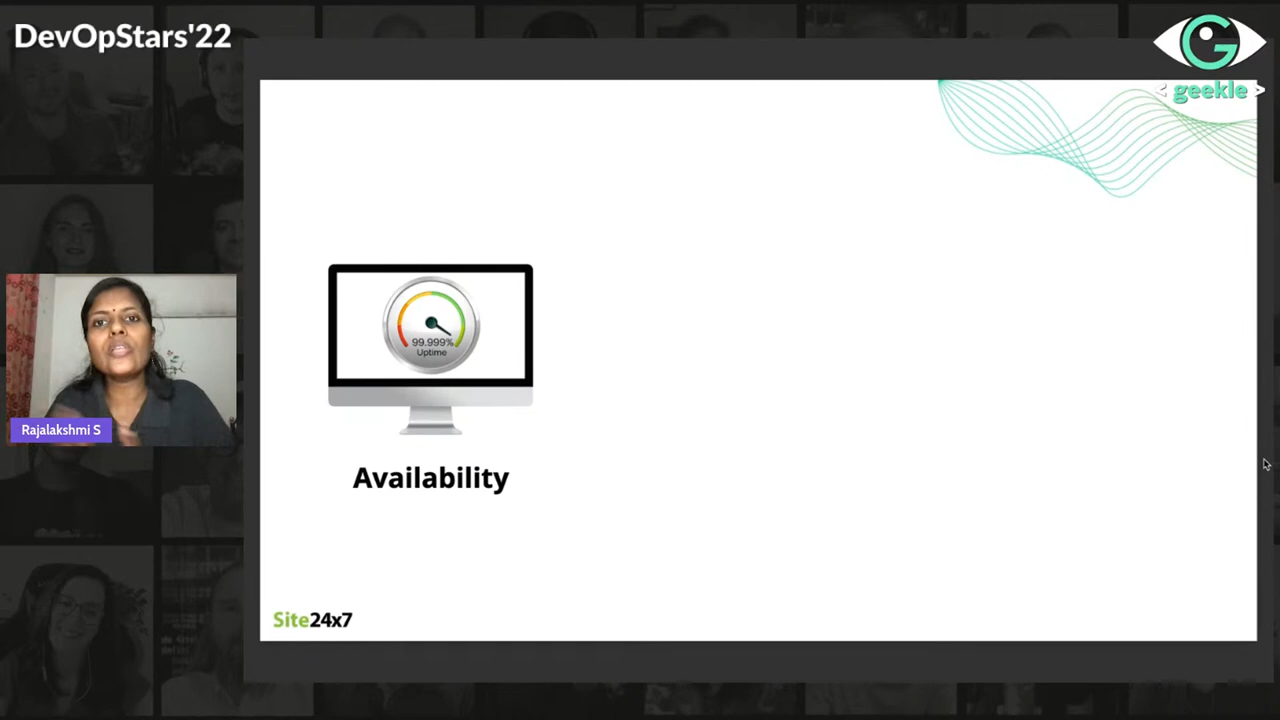 DevOpStars'22
< geekle >
99.999%
Uptime
Rajalakshmi S
Availability
Site24x7